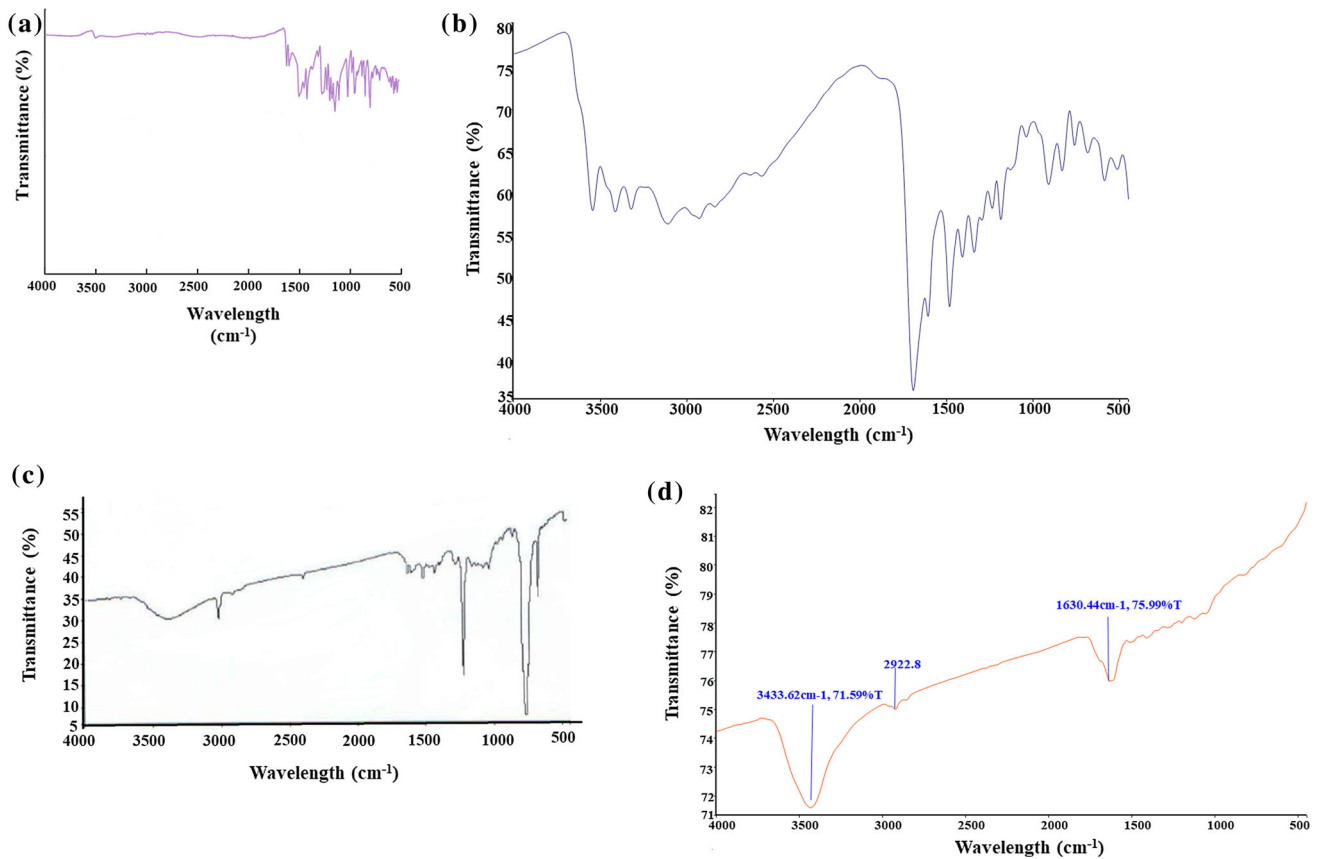 (a)
Transmittance (%)
4000 3500 3000 2500 2000 1500 1000 500
Wavelength
(cm-1)
(b)
80
75
70
65
60
55
50
45
40
35
Transmittance (%)
4000 3500 3000 2500 2000 1500 1000 450
Wavelength (cm-1)
(c)
55
50
45
40
35
30
25
20
15
10
5
Transmittance (%)
4000 3500 3000 2500 2000 1500 1000 500
Wavelength (cm-1)
(d)
82
81
80
79
78
77
76
75
74
73
72
71
Transmittance (%)
1630.44cm-1, 75.99%T
2922.8
3433.62cm-1, 71.59%T
4000 3500 3000 2500 2000 1500 1000 500
Wavelength (cm-1)